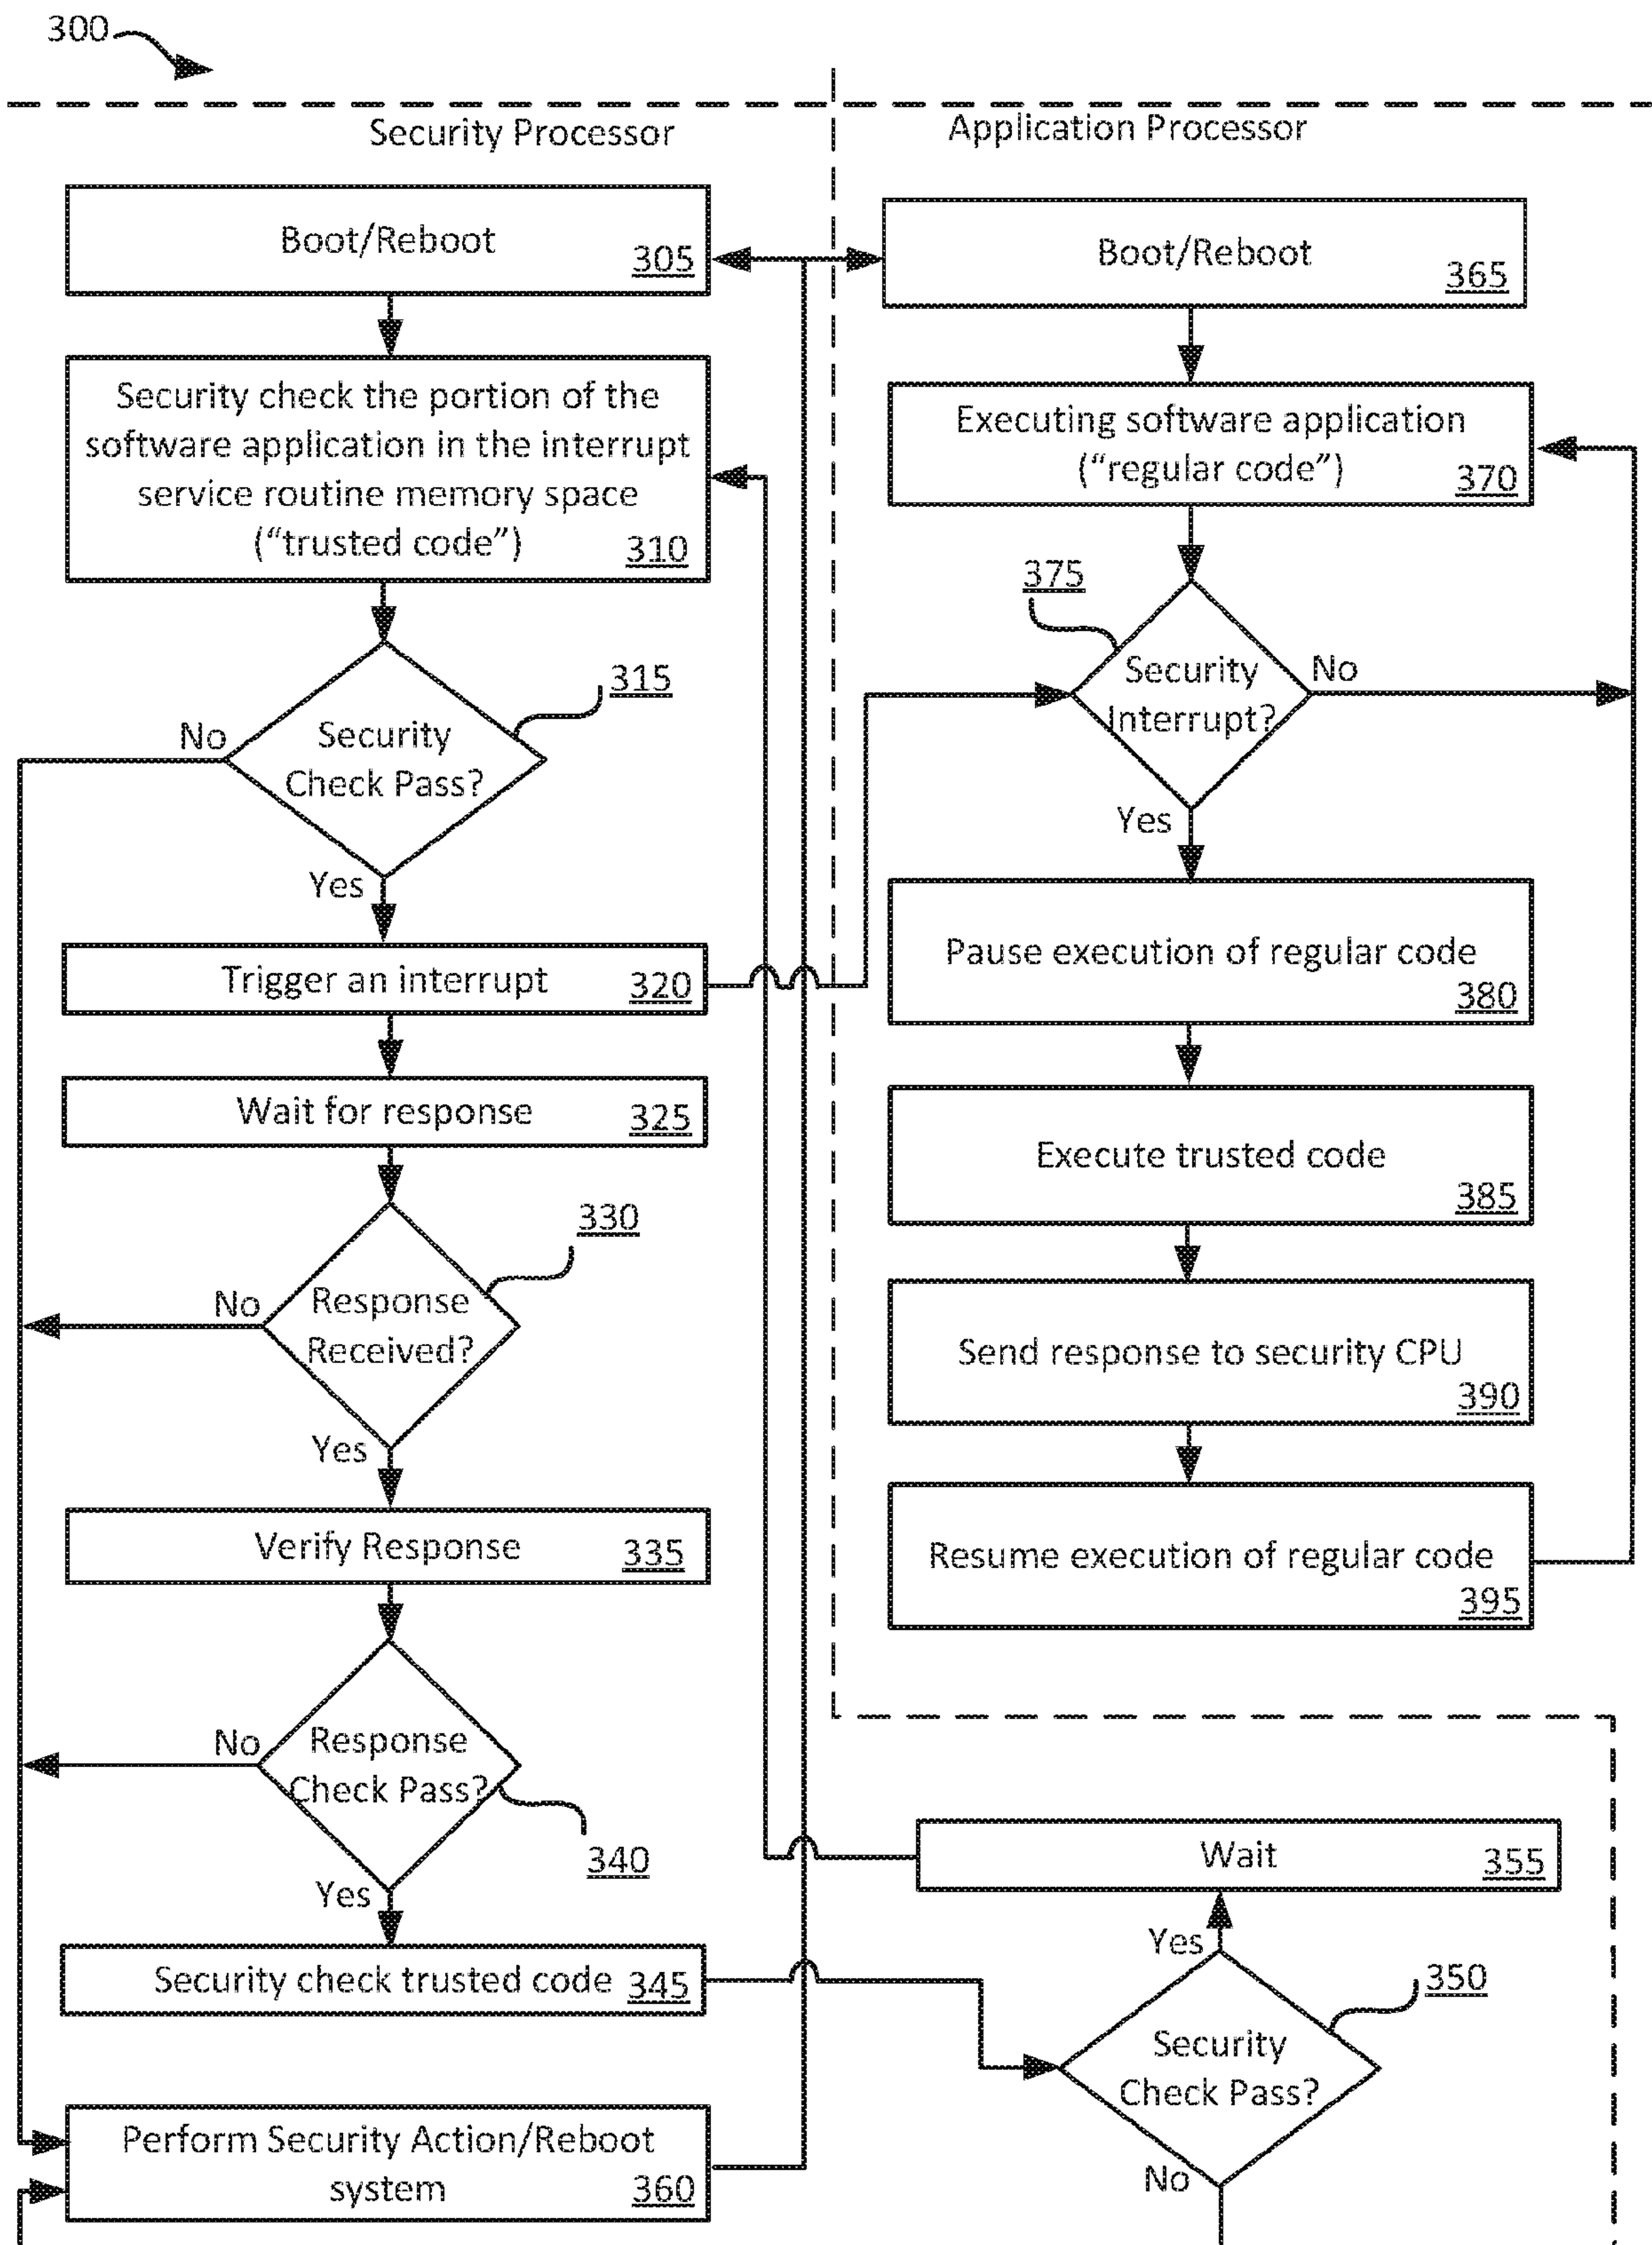 300
Security Processor
Boot/Reboot
305
Security check the portion of the
software application in the interrupt
service routine memory space
("trusted code")
310
315
No
Security
Check Pass?
Yes
Trigger an interrupt
320
Wait for response
325
330
No
Response
Received?
Yes
Verify Response
335
No
Response
Check Pass?
340
Yes
Security check trusted code
345
Perform Security Action/Reboot
system
360
Application Processor
Boot/Reboot
365
Executing software application
("regular code")
370
375
Security
Interrupt?
No
Yes
Pause execution of regular code
380
Execute trusted code
385
Send response to security CPU
390
Resume execution of regular code
395
Wait
355
Yes
350
Security
Check Pass?
No